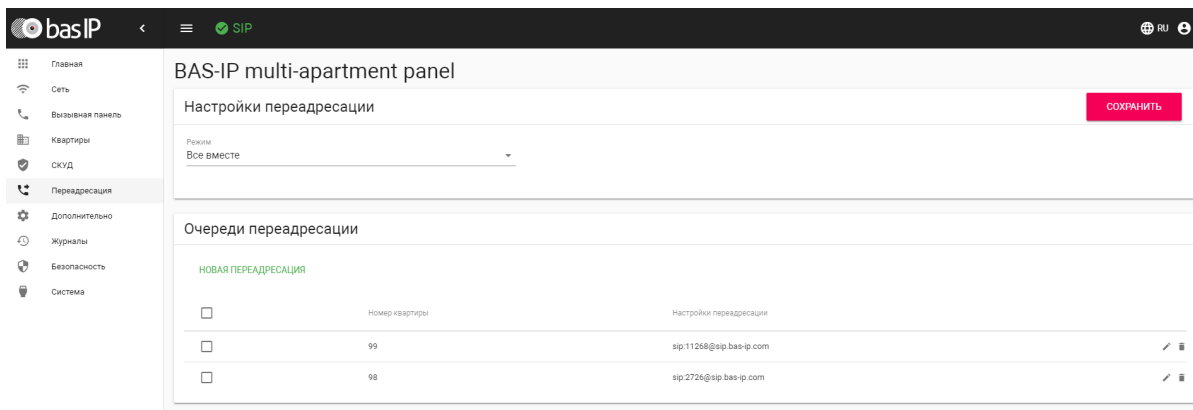 bas IP
SIP
RU
Главная
Сеть
Вызывная панель
Квартиры
СКУД
Переадресация
Дополнительно
Журналы
Безопасность
Система
BAS-IP multi-apartment panel
Настройки переадресации
СОХРАНИТЬ
Режим
Все вместе
Очереди переадресации
НОВАЯ ПЕРЕАДРЕСАЦИЯ
Номер квартиры Настройки переадресации
99 sip:11268@sip.bas-ip.com
98 sip:2726@sip.bas-ip.com